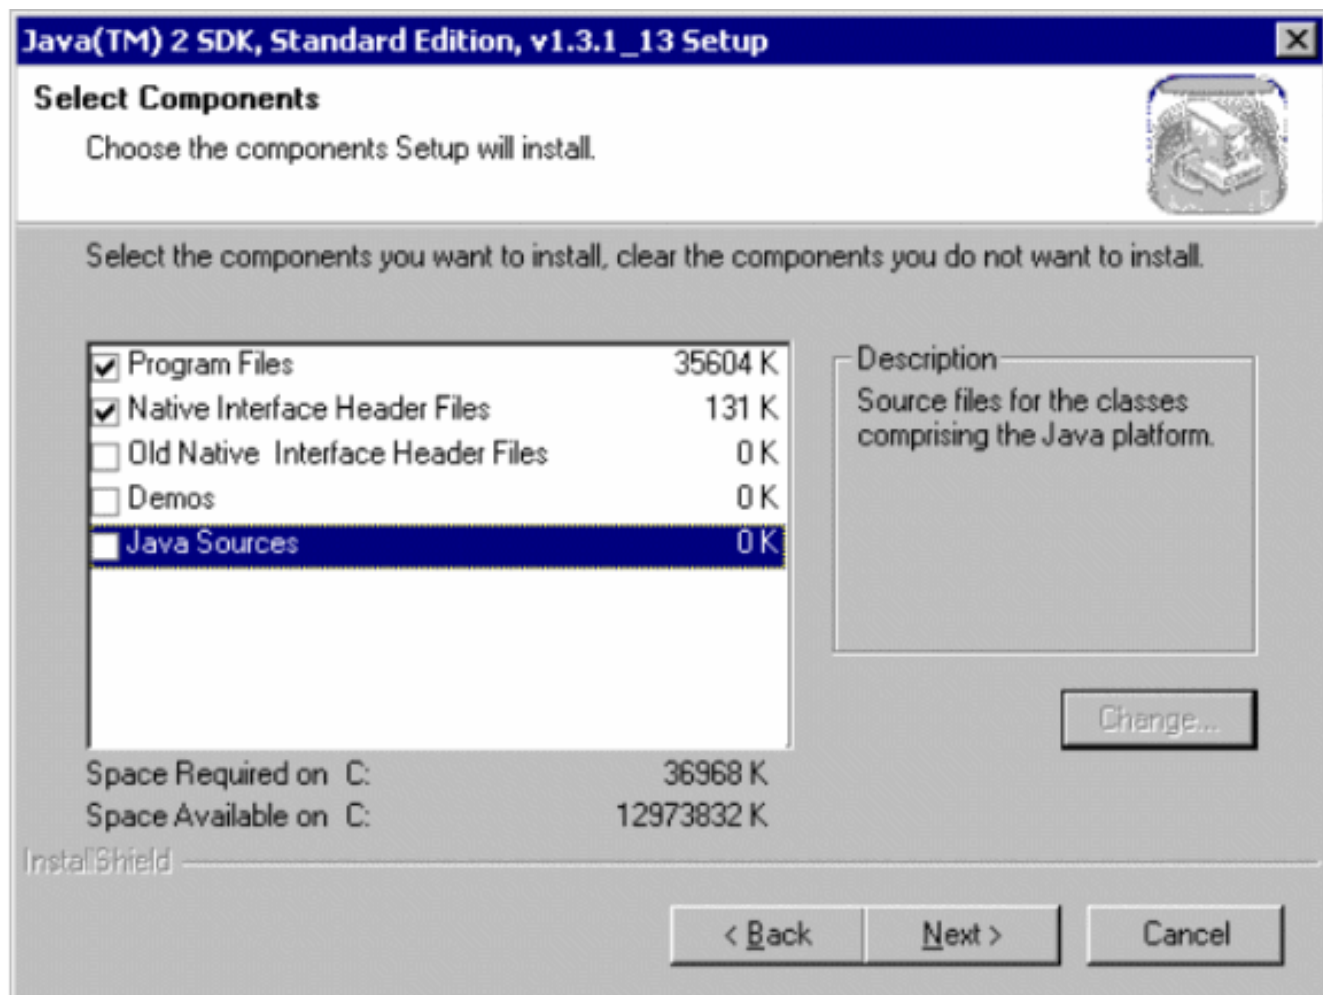 Java(TM) 2 SDK, Standard Edition, v1.3.1_13 Setup
Select Components
Choose the components Setup will install.
Select the components you want to install, clear the components you do not want to install.
Program Files 35604 K
Native Interface Header Files 131 K
Old Native Interface Header Files 0 K
Demos 0 K
Java Sources 0 K
Description
Source files for the classes
comprising the Java platform.
Change...
Space Required on C: 36968 K
Space Available on C: 12973832 K
InstallShield
< Back Next > Cancel